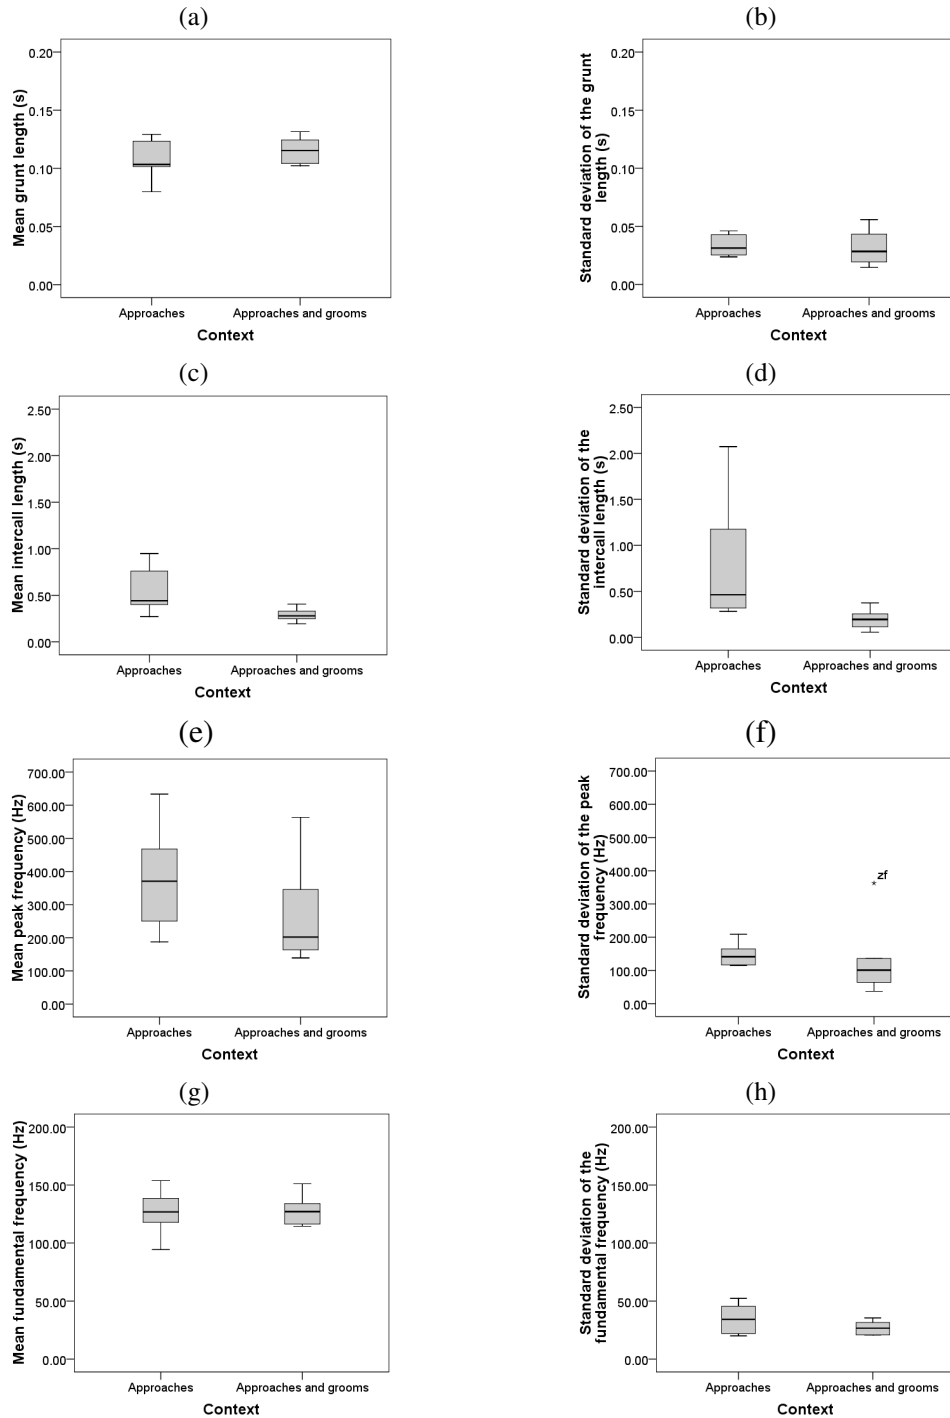 (a)
Mean grunt length (s)
0.20
0.15
0.10
0.05
0.00
Approaches
Approaches and grooms
Context
(b)
Standard deviation of the grunt
length (s)
0.20
0.15
0.10
0.05
0.00
Approaches
Approaches and grooms
Context
(c)
Mean intercall length (s)
2.50
2.00
1.50
1.00
0.50
0.00
Approaches
Approaches and grooms
Context
(d)
Standard deviation of the
intercall length (s)
2.50
2.00
1.50
1.00
0.50
0.00
Approaches
Approaches and grooms
Context
(e)
Mean peak frequency (Hz)
700.00
600.00
500.00
400.00
300.00
200.00
100.00
0.00
Approaches
Approaches and grooms
Context
(f)
Standard deviation of the peak
frequency (Hz)
700.00
600.00
500.00
400.00
300.00
200.00
100.00
0.00
zf
*
Approaches
Approaches and grooms
Context
(g)
Mean fundamental frequency (Hz)
200.00
150.00
100.00
50.00
0.00
Approaches
Approaches and grooms
Context
(h)
Standard deviation of the
fundamental frequency (Hz)
200.00
150.00
100.00
50.00
0.00
Approaches
Approaches and grooms
Context